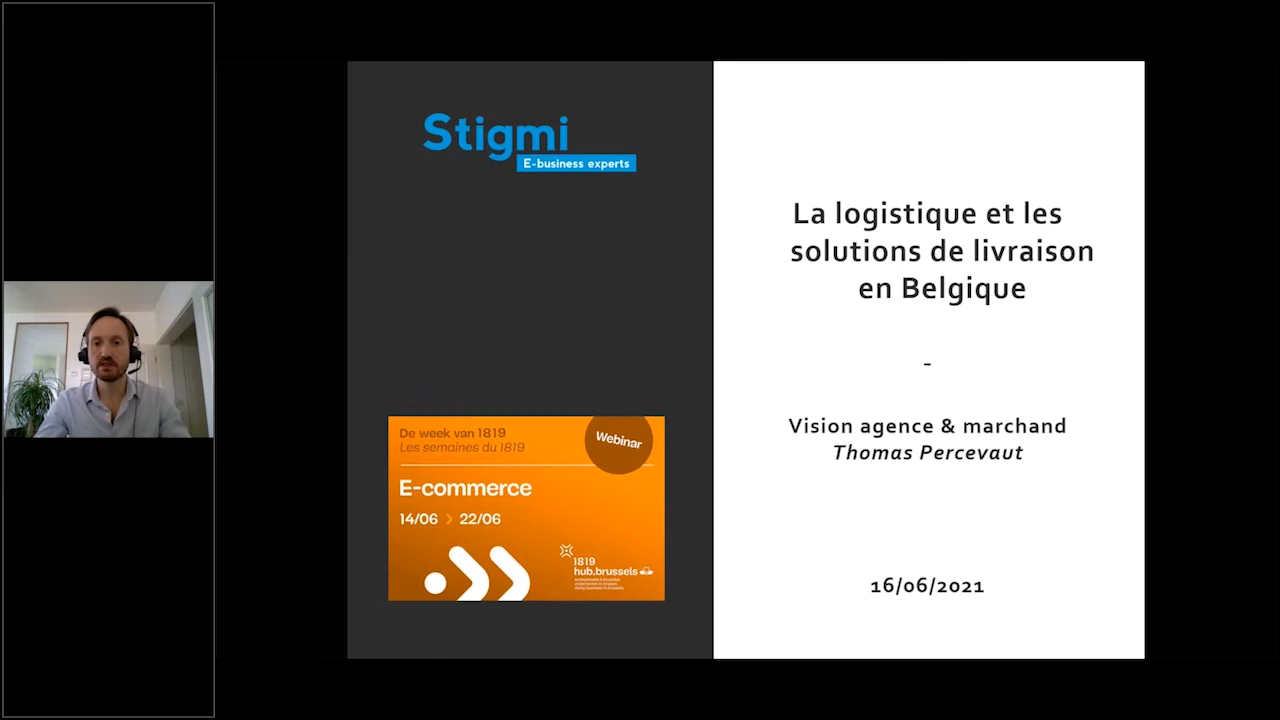 Stigmi
E-business experts
De week van 1819
Les semaines du 1819
Webinar
E-commerce
14/06 > 22/06
1819
hub.brussels
La logistique et les
solutions de livraison
en Belgique
-
Vision agence & marchand
Thomas Percevaut
16/06/2021